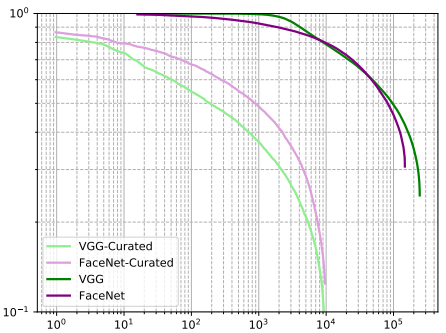 10⁰
10⁻¹
VGG-Curated
FaceNet-Curated
VGG
FaceNet
10⁰ 10¹ 10² 10³ 10⁴ 10⁵